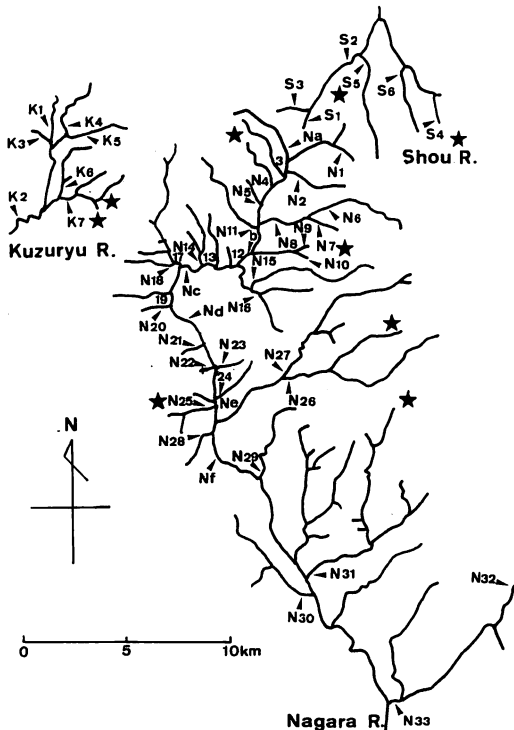 S2
S5
S6
S3
S1
S4
Shou R.
K1
K4
K3
K5
K6
K2
K7
Kuzuryu R.
Na
N1
3
N4
N5
N2
N6
N11
b
N9
N8
N7
N14
13
12
N15
N10
17
N18
Nc
N16
19
N20
Nd
N21
N23
N22
24
N27
N25
Ne
N26
N28
Nf
N29
N
N31
N30
N32
0 5 10km
Nagara R.
N33